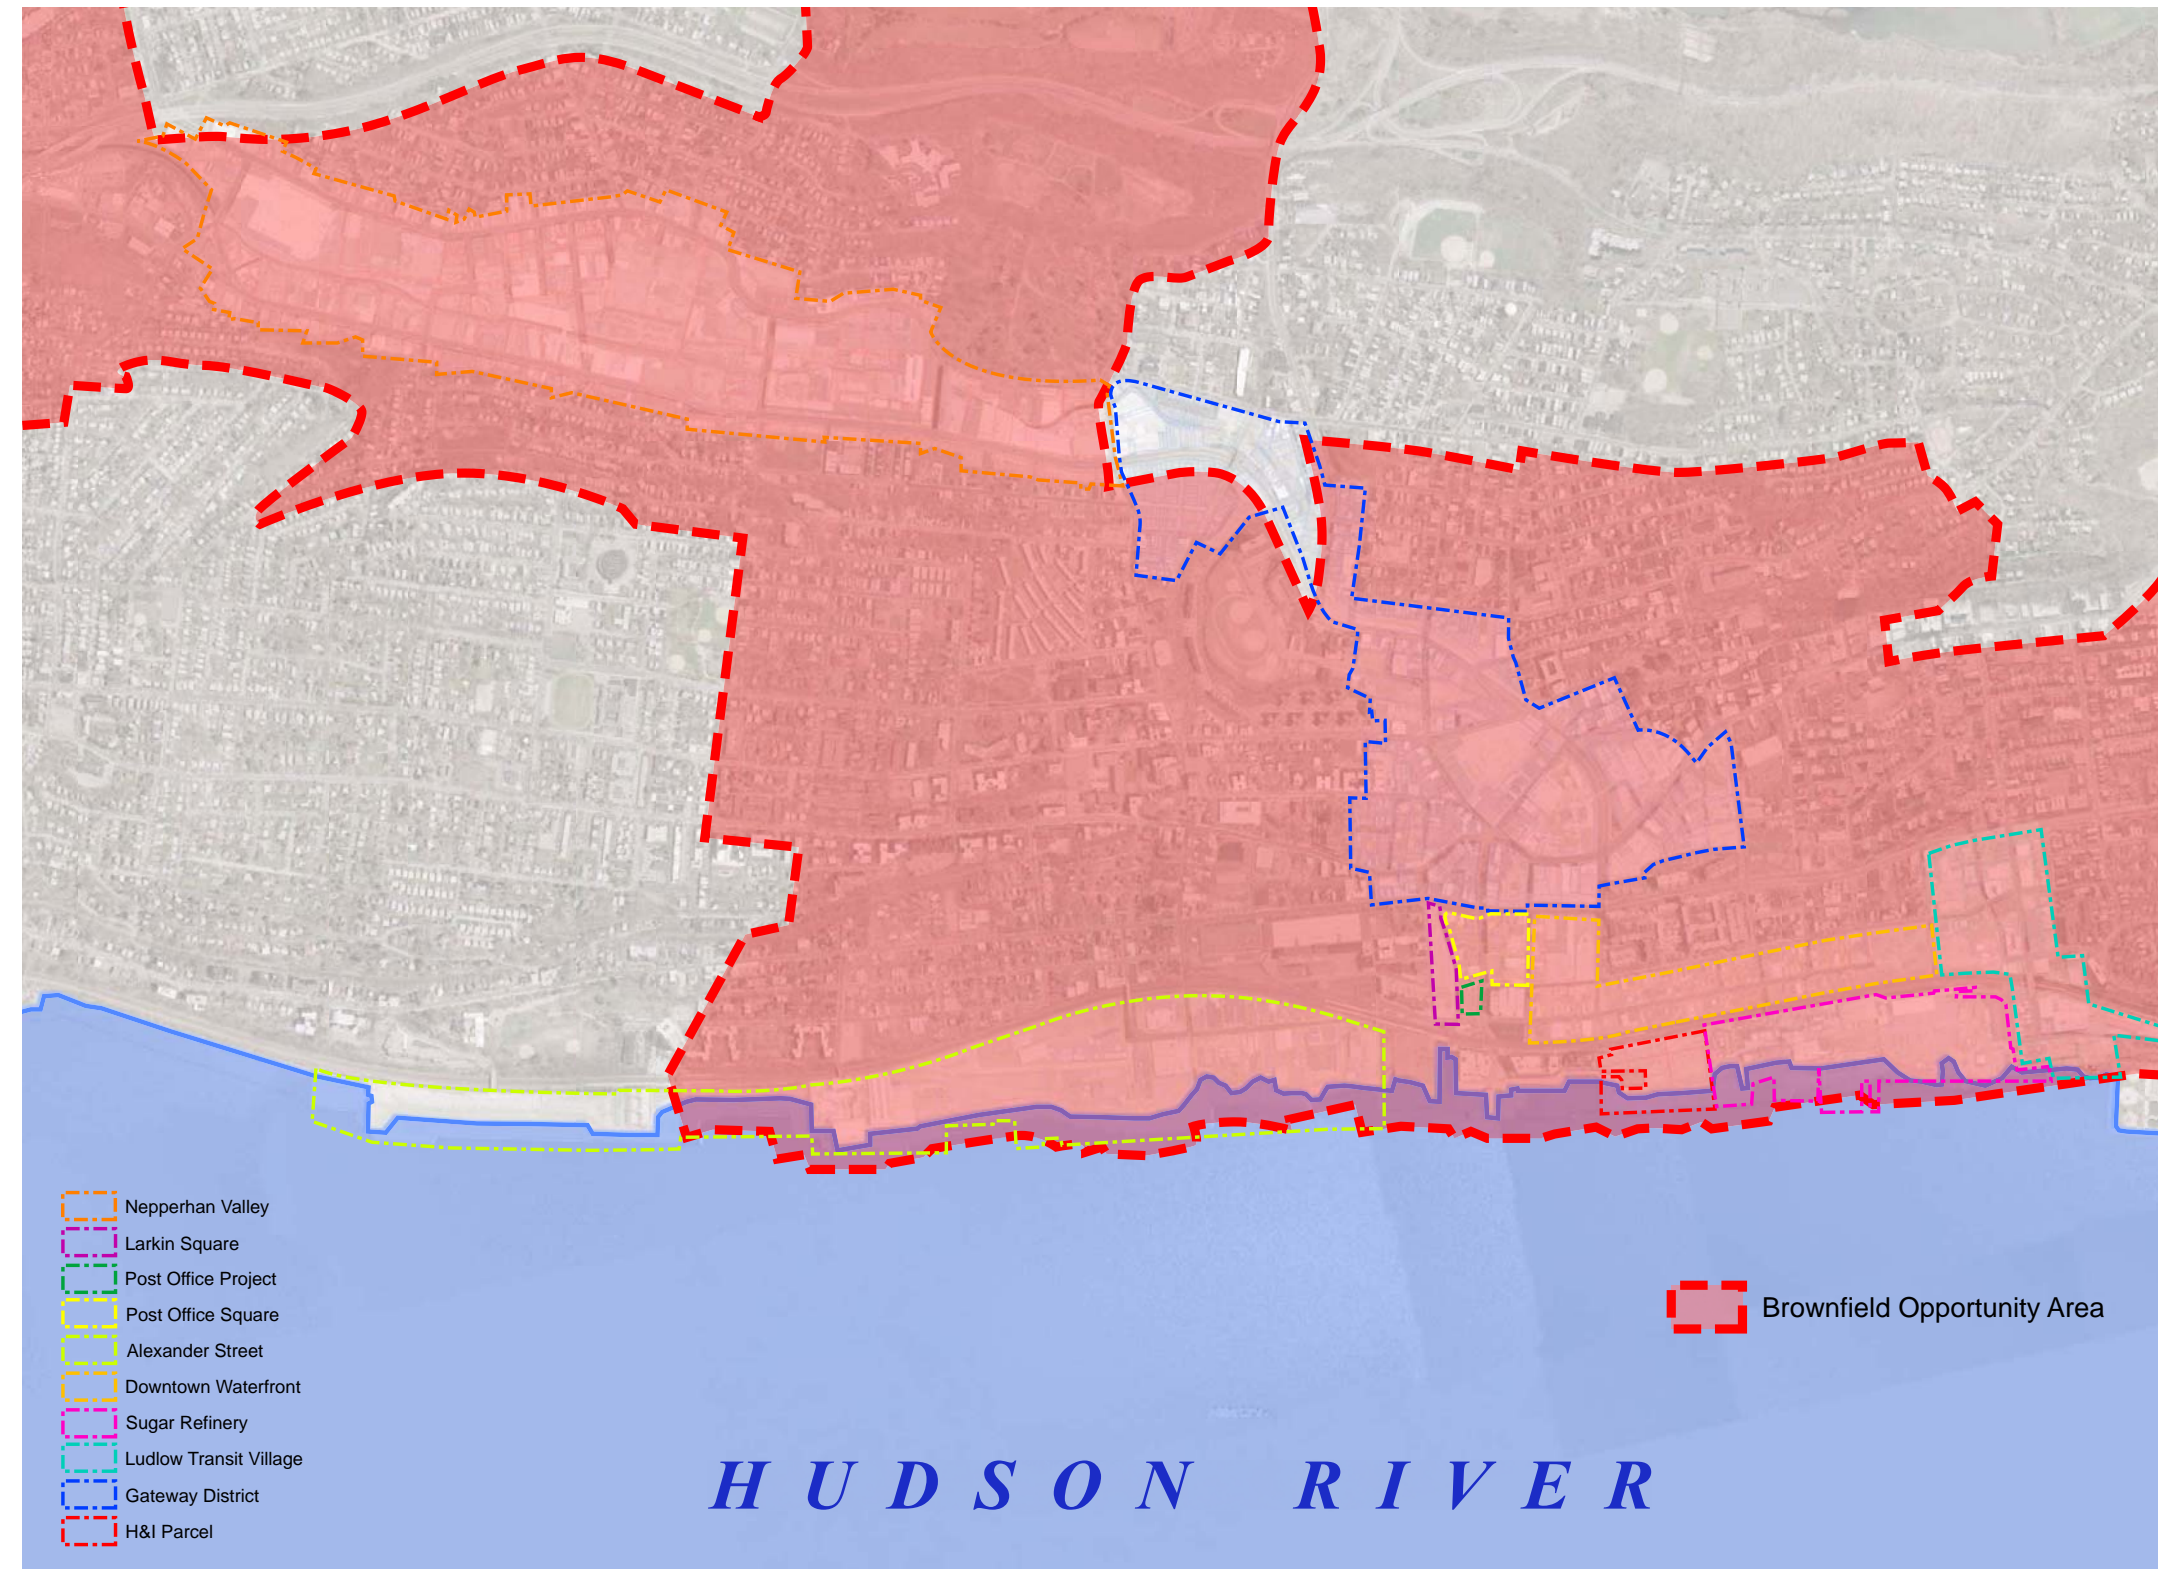 Nepperhan Valley
Larkin Square
Post Office Project
Post Office Square
Alexander Street
Downtown Waterfront
Sugar Refinery
Ludlow Transit Village
Gateway District
H&I Parcel
Brownfield Opportunity Area
HUDSON RIVER